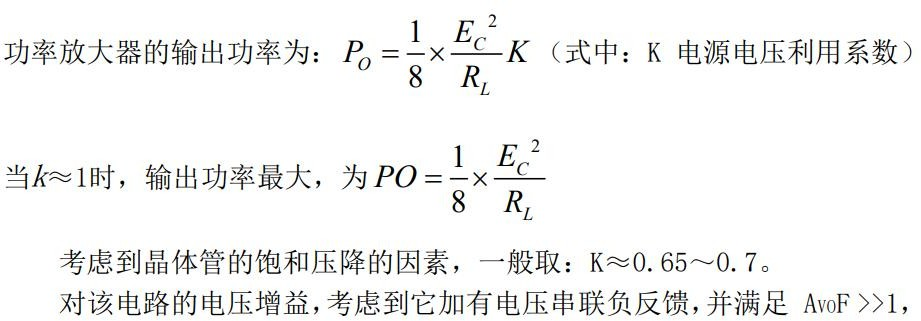 功率放大器的输出功率为：$P_O = \frac{1}{8} \times \frac{E_C{}^2}{R_L} K$（式中：K 电源电压利用系数）
当k≈1时，输出功率最大，为 $PO = \frac{1}{8} \times \frac{E_C{}^2}{R_L}$
考虑到晶体管的饱和压降的因素，一般取：K≈0.65～0.7。
对该电路的电压增益，考虑到它加有电压串联负反馈，并满足 AVOF >>1，